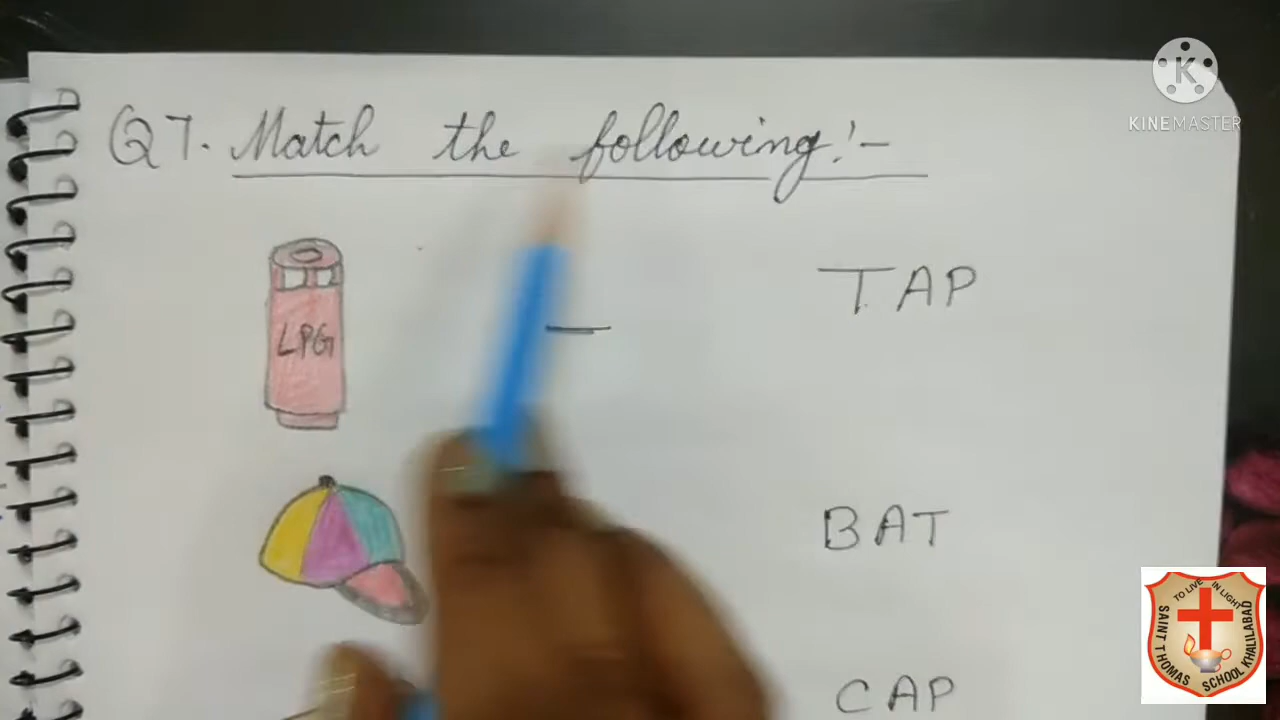 Q7. Match the following:-
LPG
TAP
BAT
CAP
KINEMASTER
TO LIVE IN LIGHT
SAINT THOMAS SCHOOL KHALILABAD